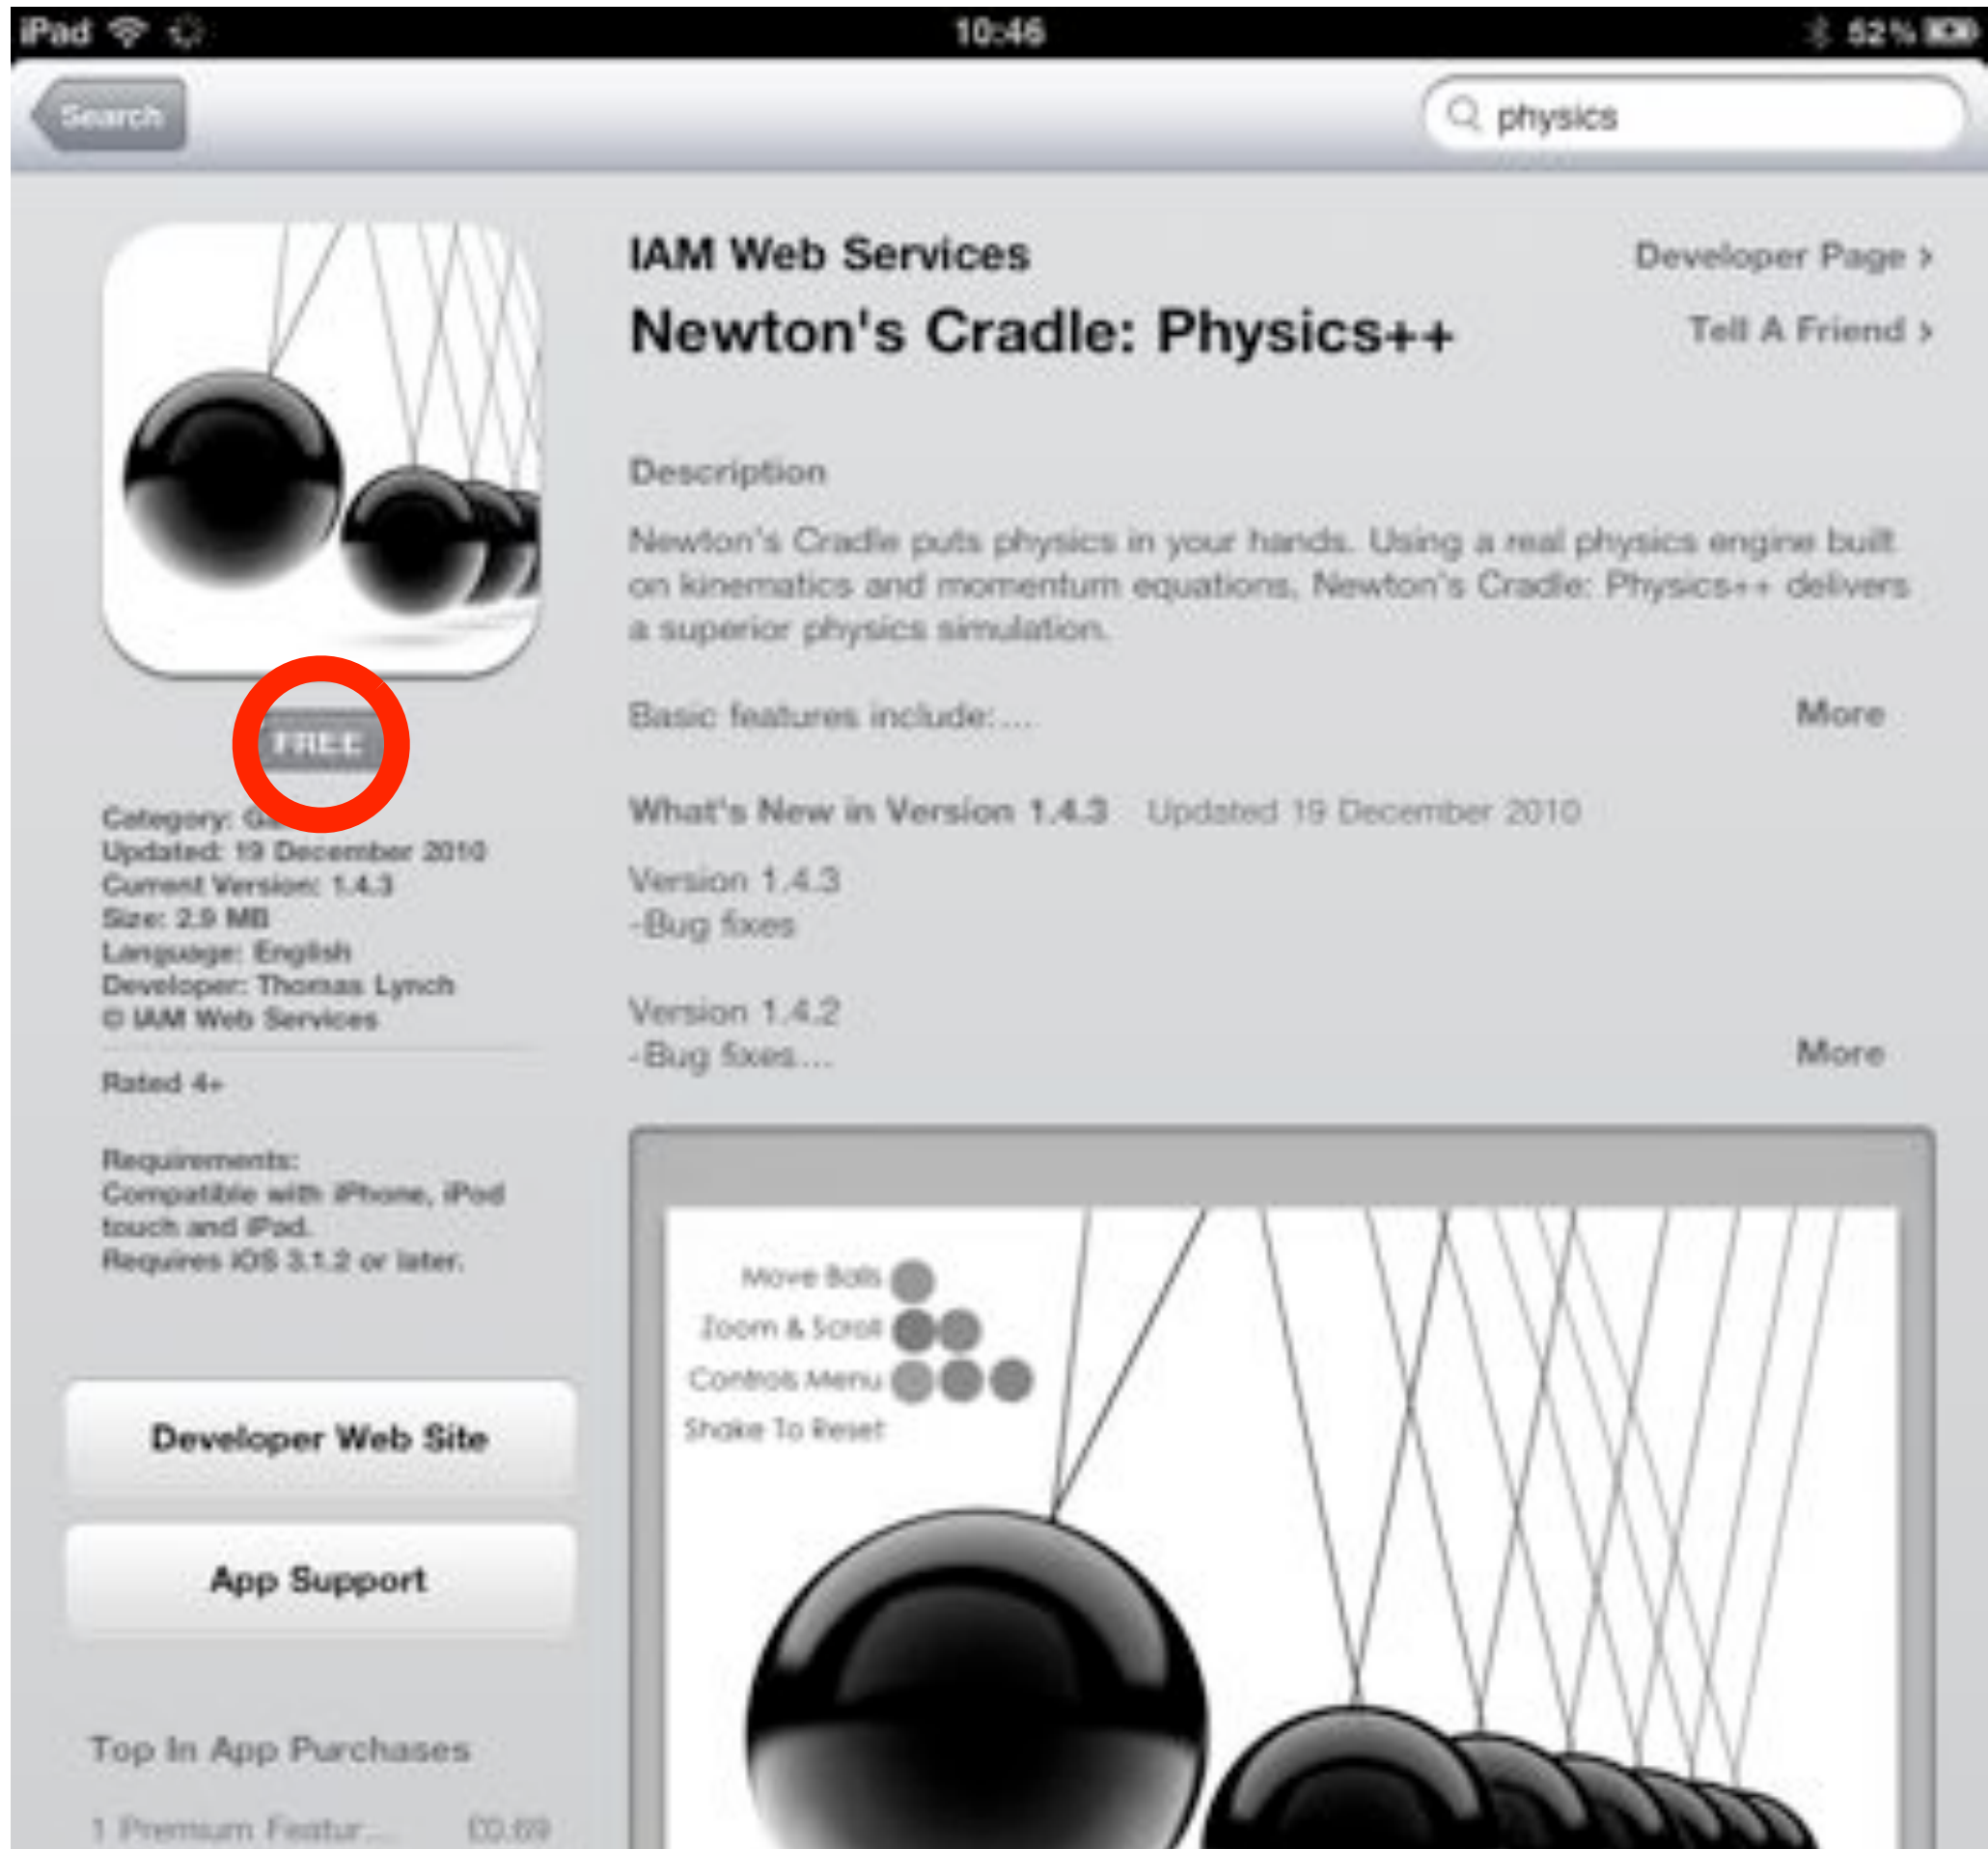 iPad
10:46
52%
Search
physics
IAM Web Services
Developer Page >
Newton's Cradle: Physics++
Tell A Friend >
Description
Newton's Cradle puts physics in your hands. Using a real physics engine built
on kinematics and momentum equations, Newton's Cradle: Physics++ delivers
a superior physics simulation.
Basic features include:....
More
What's New in Version 1.4.3 Updated 19 December 2010
Version 1.4.3
-Bug fixes
Version 1.4.2
-Bug fixes....
More
FREE
Category:
Updated: 19 December 2010
Current Version: 1.4.3
Size: 2.9 MB
Language: English
Developer: Thomas Lynch
© IAM Web Services
Rated 4+
Requirements:
Compatible with iPhone, iPod
touch and iPad.
Requires iOS 3.1.2 or later.
Developer Web Site
App Support
Top In App Purchases
1 Premium Featur... £0.69
Move Balls
Zoom & Scroll
Controls Menu
Shake To Reset